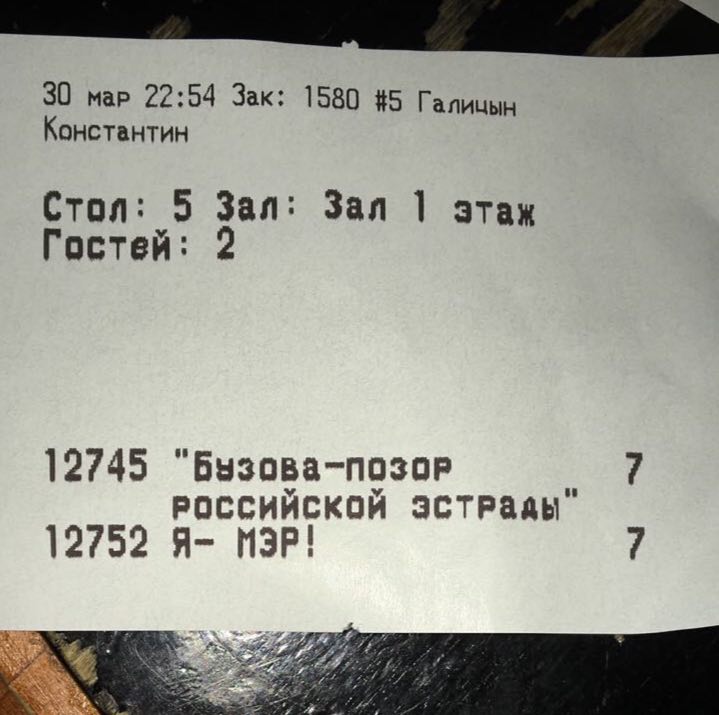 30 мар 22:54 Зак: 1580 #5 Галицын
Константин
Стол: 5 Зал: Зал 1 этаж
Гостей: 2
12745 "Бузова-позор 7
российской эстрады"
12752 Я- МЭР! 7